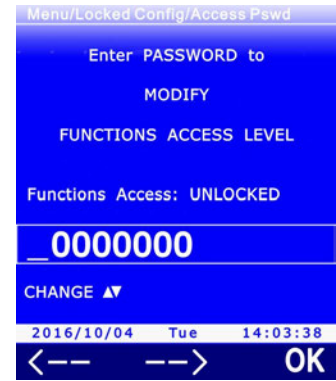 Menu/Locked Config/Access Pswd
Enter PASSWORD to
MODIFY
FUNCTIONS ACCESS LEVEL
Functions Access: UNLOCKED
_0000000
CHANGE ▲▼
2016/10/04 Tue 14:03:38
<-- --> OK